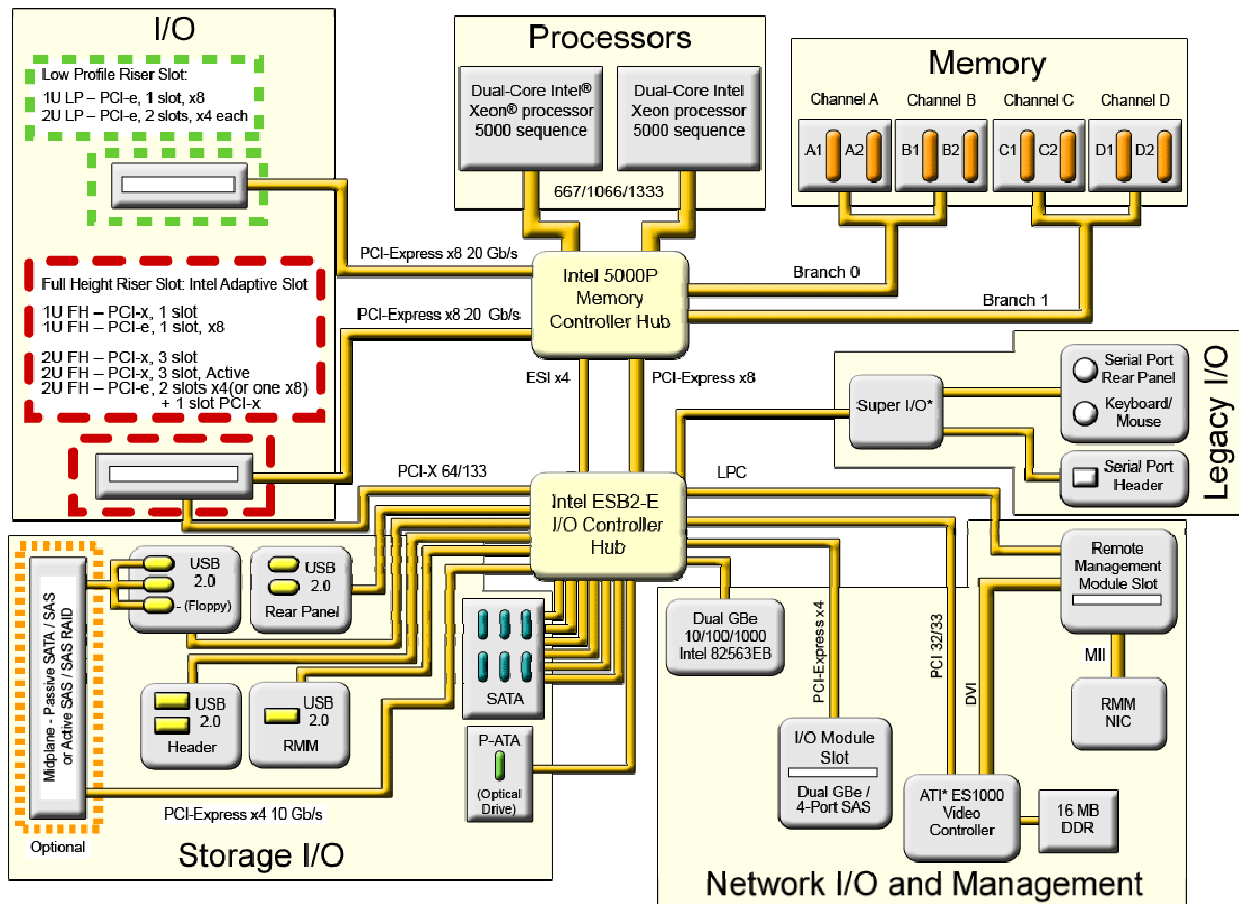 I/O
Low Profile Riser Slot:
1U LP – PCI-e, 1 slot, x8
2U LP – PCI-e, 2 slots, x4 each
Full Height Riser Slot: Intel Adaptive Slot
1U FH – PCI-x, 1 slot
1U FH – PCI-e, 1 slot, x8
2U FH – PCI-x, 3 slot
2U FH – PCI-x, 3 slot, Active
2U FH – PCI-e, 2 slots x4(or one x8)
+ 1 slot PCI-x
Processors
Dual-Core Intel®
Xeon® processor
5000 sequence
Dual-Core Intel
Xeon processor
5000 sequence
667/1066/1333
Memory
Channel A
Channel B
Channel C
Channel D
A1
A2
B1
B2
C1
C2
D1
D2
Branch 0
Branch 1
PCI-Express x8 20 Gb/s
PCI-Express x8 20 Gb/s
Intel 5000P
Memory
Controller Hub
ESI x4
PCI-Express x8
PCI-X 64/133
LPC
Intel ESB2-E
I/O Controller
Hub
Super I/O*
Serial Port
Rear Panel
Keyboard/
Mouse
Serial Port
Header
Legacy I/O
Midplane - Passive SATA / SAS
or Active SAS / SAS RAID
Optional
USB
2.0
- (Floppy)
USB
2.0
Rear Panel
USB
2.0
Header
USB
2.0
RMM
SATA
P-ATA
(Optical
Drive)
PCI-Express x4 10 Gb/s
Storage I/O
Dual GBe
10/100/1000
Intel 82563EB
PCI-Express x4
I/O Module
Slot
Dual GBe /
4-Port SAS
PCI 32/33
DVI
Remote
Management
Module Slot
MII
RMM
NIC
ATI* ES1000
Video
Controller
16 MB
DDR
Network I/O and Management